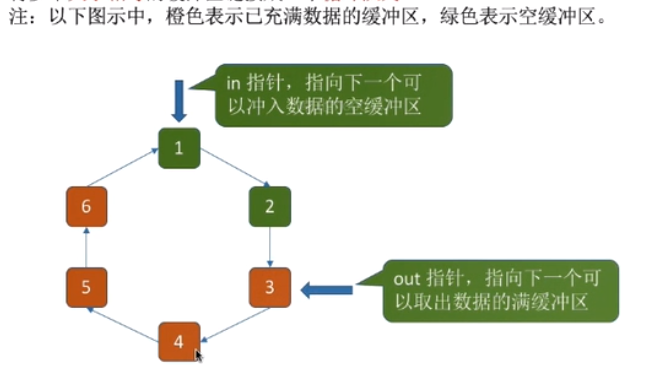 注：以下图示中，橙色表示已充满数据的缓冲区，绿色表示空缓冲区。
in 指针，指向下一个可
以冲入数据的空缓冲区
1
6
2
5
3
out 指针，指向下一个可
以取出数据的满缓冲区
4